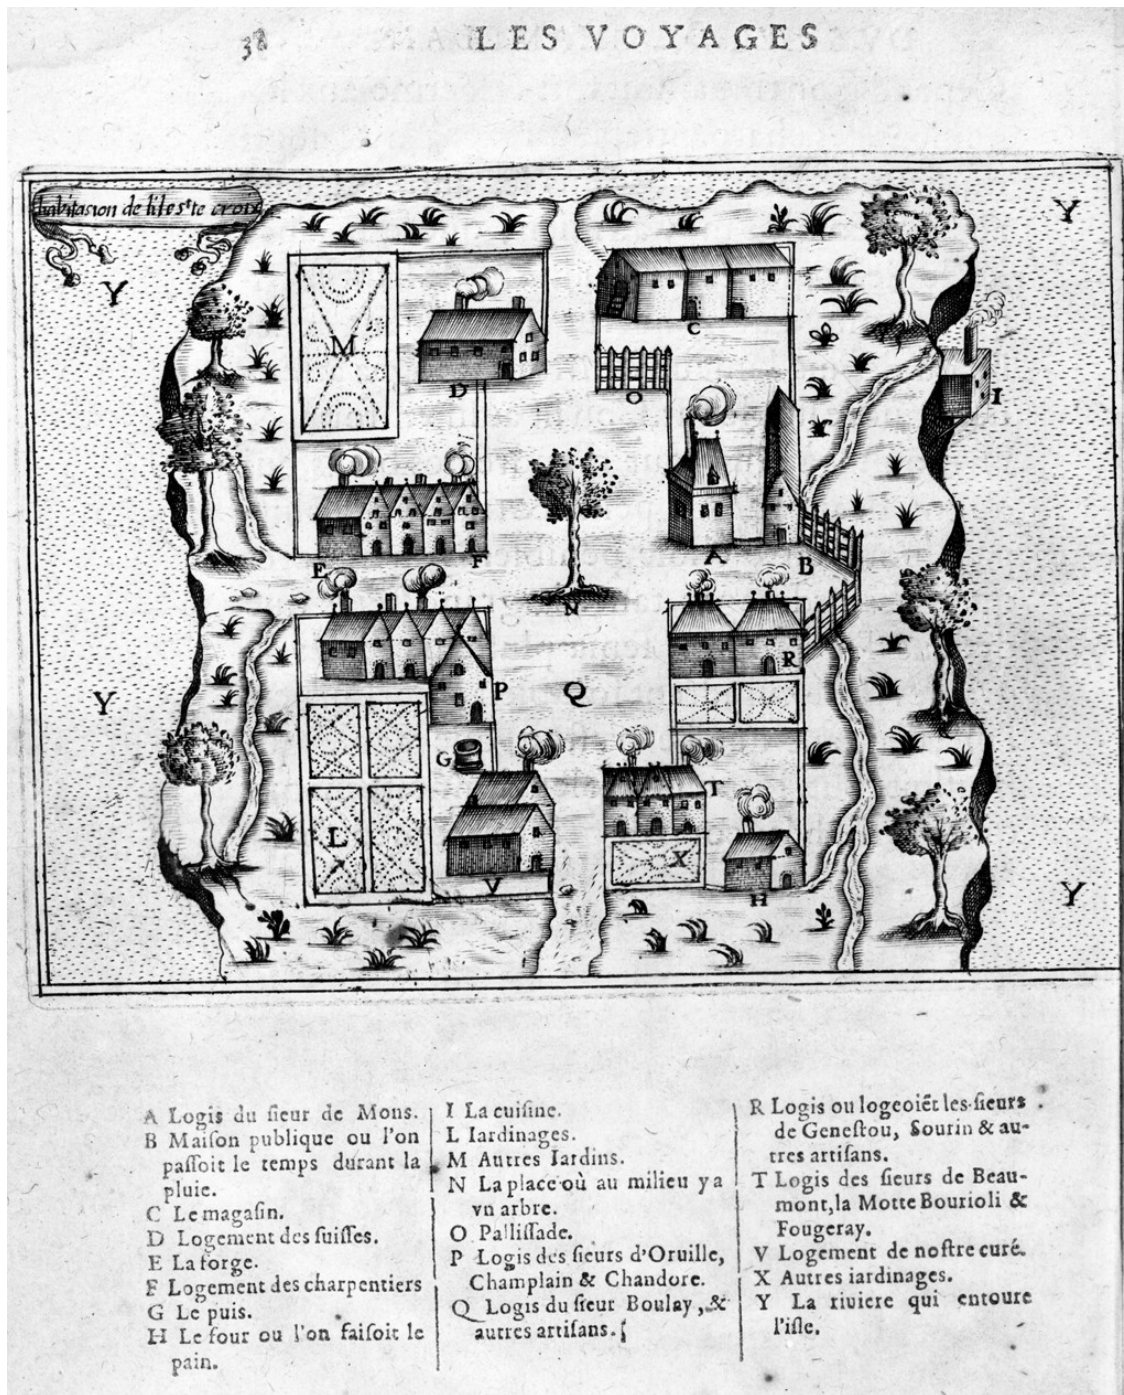 38
LES VOYAGES
habitasion de lile ste croix
Y
Y
M
C
D
O
I
A
B
E
F
N
P
Q
R
Y
G
T
L
X
V
H
Y
A Logis du ſieur de Mons.
B Maiſon publique ou l'on
paſſoit le temps durant la
pluie.
C Le magaſin.
D Logement des ſuiſſes.
E La forge.
F Logement des charpentiers
G Le puis.
H Le four ou l'on faiſoit le
pain.
I La cuiſine.
L Iardinages.
M Autres Iardins.
N La place où au milieu y a
vn arbre.
O Palliſſade.
P Logis des ſieurs d'Oruille,
Champlain & Chandore.
Q Logis du ſieur Boulay, &
autres artiſans.
R Logis ou logeoiẽt les ſieurs
de Geneſtou, Sourin & au-
tres artiſans.
T Logis des ſieurs de Beau-
mont, la Motte Bourioli &
Fougeray.
V Logement de noſtre curé.
X Autres iardinages.
Y La riuiere qui entoure
l'iſle.